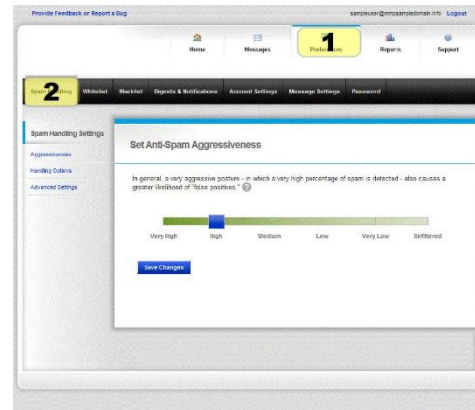 Provide Feedback or Report a Bug
sampleuser@mrpsampledomain.info Logout
Home Messages Preferences Reports Support
1
Spam Handling Whitelist Blacklist Digests & Notifications Account Settings Message Settings Password
2
Spam Handling Settings
Aggressiveness
Handling Options
Advanced Settings
Set Anti-Spam Aggressiveness
In general, a very aggressive posture - in which a very high percentage of spam is detected - also causes a
greater likelihood of "false positives." ?
Very High High Medium Low Very Low Unfiltered
Save Changes